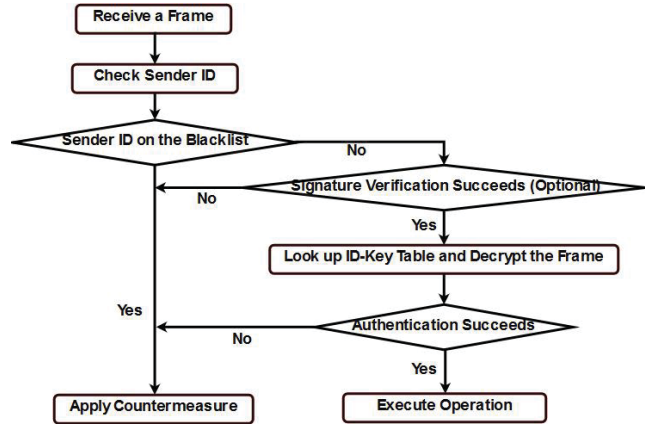 Receive a Frame
Check Sender ID
Sender ID on the Blacklist
No
Signature Verification Succeeds (Optional)
No
Yes
Look up ID-Key Table and Decrypt the Frame
Yes
Authentication Succeeds
No
Yes
Apply Countermeasure
Execute Operation